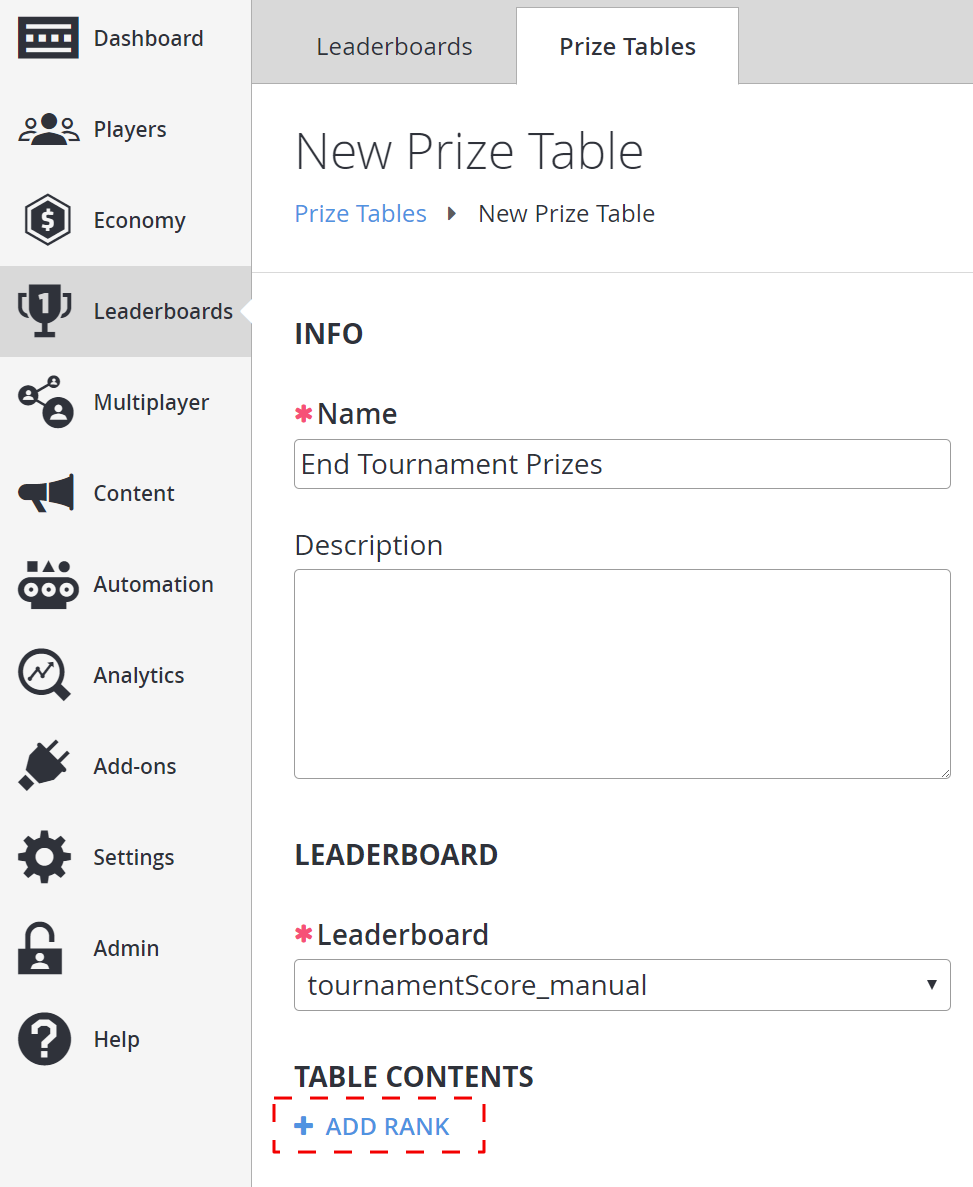 Dashboard
Players
Economy
Leaderboards
Multiplayer
Content
Automation
Analytics
Add-ons
Settings
Admin
Help
Leaderboards
Prize Tables
New Prize Table
Prize Tables New Prize Table
INFO
* Name
End Tournament Prizes
Description
LEADERBOARD
* Leaderboard
tournamentScore_manual
TABLE CONTENTS
+ ADD RANK